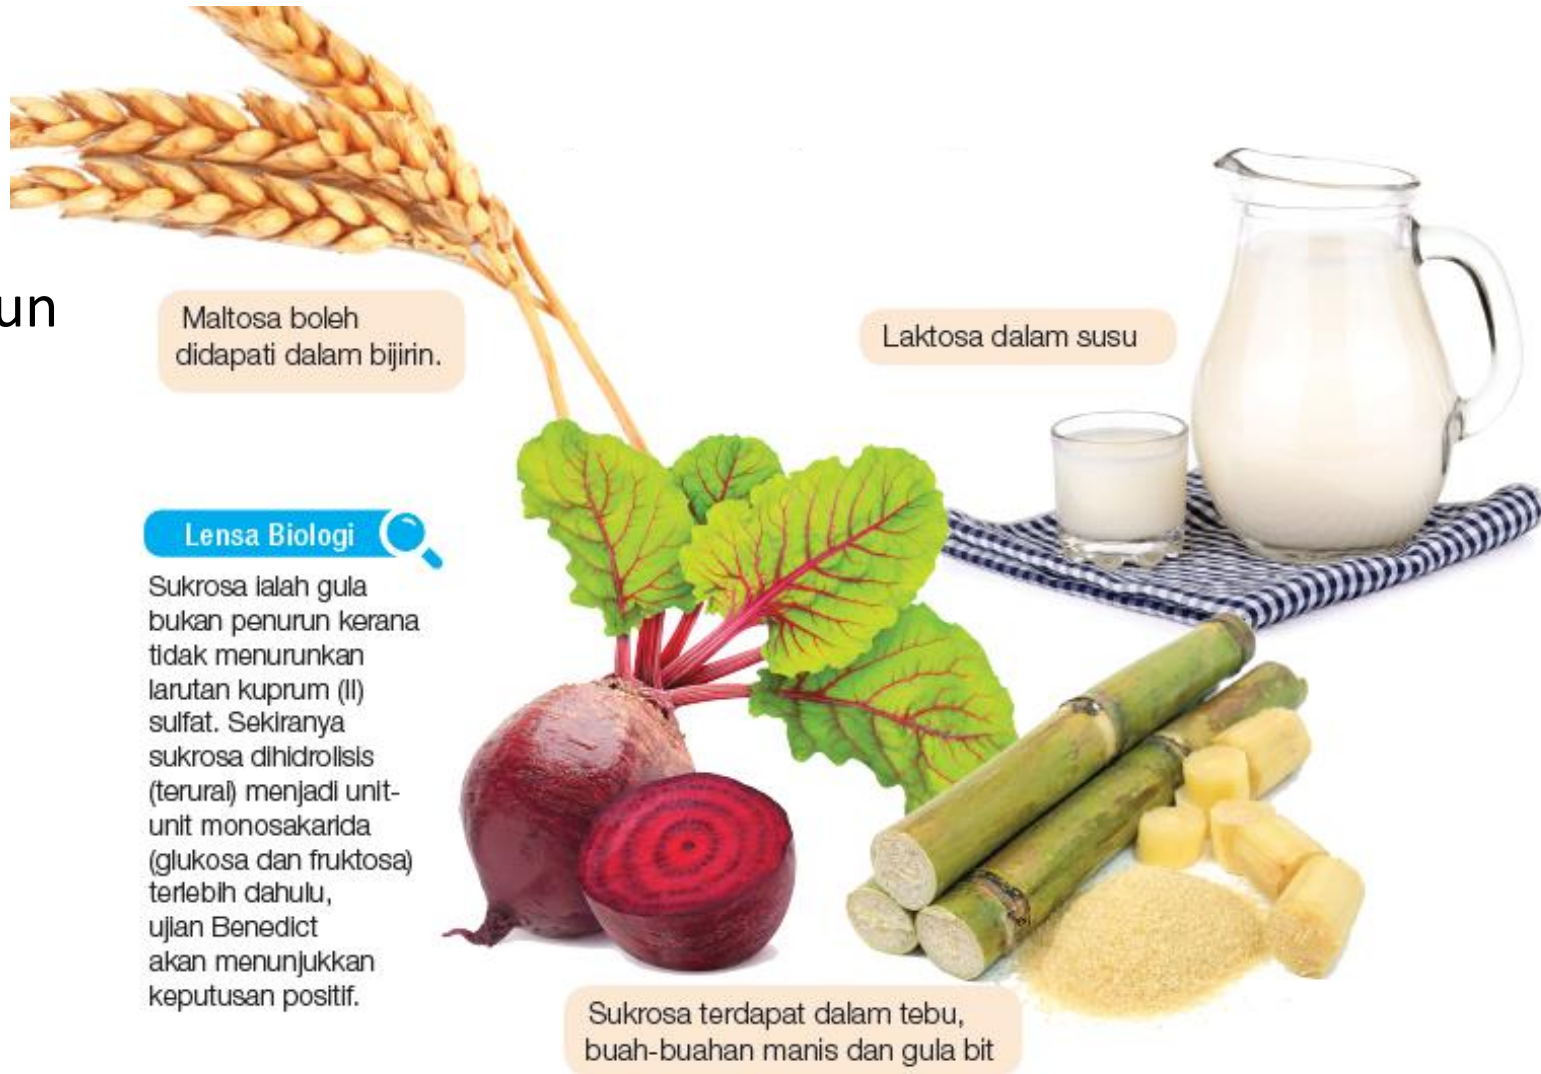 un
Maltosa boleh
didapati dalam bijirin.
Laktosa dalam susu
Lensa Biologi
Sukrosa ialah gula
bukan penurun kerana
tidak menurunkan
larutan kuprum (II)
sulfat. Sekiranya
sukrosa dihidrolisis
(terurai) menjadi unit-
unit monosakarida
(glukosa dan fruktosa)
terlebih dahulu,
ujian Benedict
akan menunjukkan
keputusan positif.
Sukrosa terdapat dalam tebu,
buah-buahan manis dan gula bit